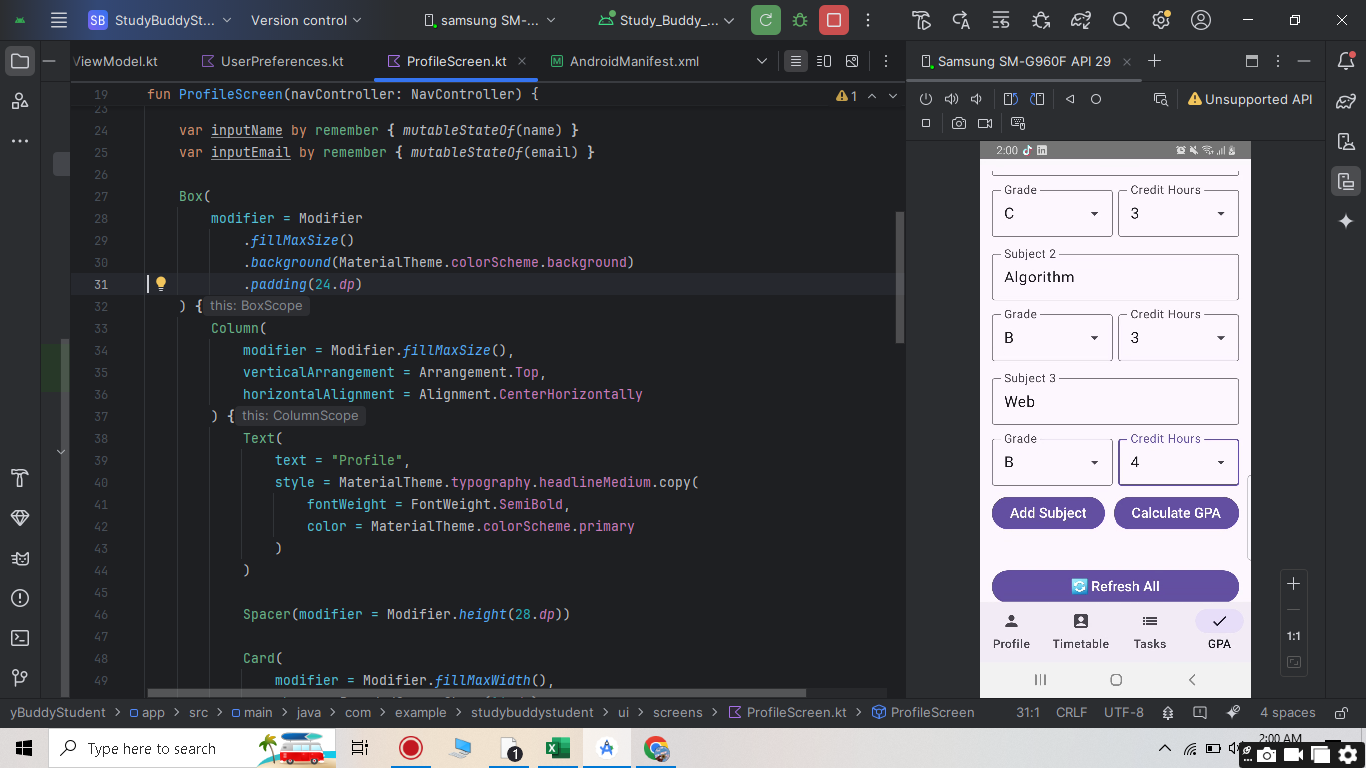 SB StudyBuddySt... Version control samsung SM-... Study_Buddy_...
ViewModel.kt UserPreferences.kt ProfileScreen.kt AndroidManifest.xml
Samsung SM-G960F API 29
19 fun ProfileScreen(navController: NavController) {
1
Unsupported API
23
24 var inputName by remember { mutableStateOf(name) }
25 var inputEmail by remember { mutableStateOf(email) }
26
27 Box(
28 modifier = Modifier
29 .fillMaxSize()
30 .background(MaterialTheme.colorScheme.background)
31 .padding(24.dp)
32 ) { this: BoxScope
33 Column(
34 modifier = Modifier.fillMaxSize(),
35 verticalArrangement = Arrangement.Top,
36 horizontalAlignment = Alignment.CenterHorizontally
37 ) { this: ColumnScope
38 Text(
39 text = "Profile",
40 style = MaterialTheme.typography.headlineMedium.copy(
41 fontWeight = FontWeight.SemiBold,
42 color = MaterialTheme.colorScheme.primary
43 )
44 )
45
46 Spacer(modifier = Modifier.height(28.dp))
47
48 Card(
49 modifier = Modifier.fillMaxWidth(),
2:00
Grade Credit Hours
C 3
Subject 2
Algorithm
Grade Credit Hours
B 3
Subject 3
Web
Grade Credit Hours
B 4
Add Subject Calculate GPA
Refresh All
Profile Timetable Tasks GPA
1:1
yBuddyStudent > app > src > main > java > com > example > studybuddystudent > ui > screens > ProfileScreen.kt > ProfileScreen 31:1 CRLF UTF-8 4 spaces
Type here to search
1
2:00 AM